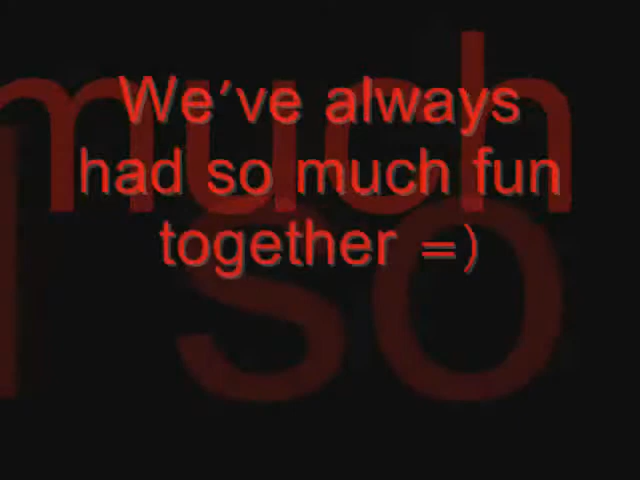 We've always
had so much fun
together =)
much
so